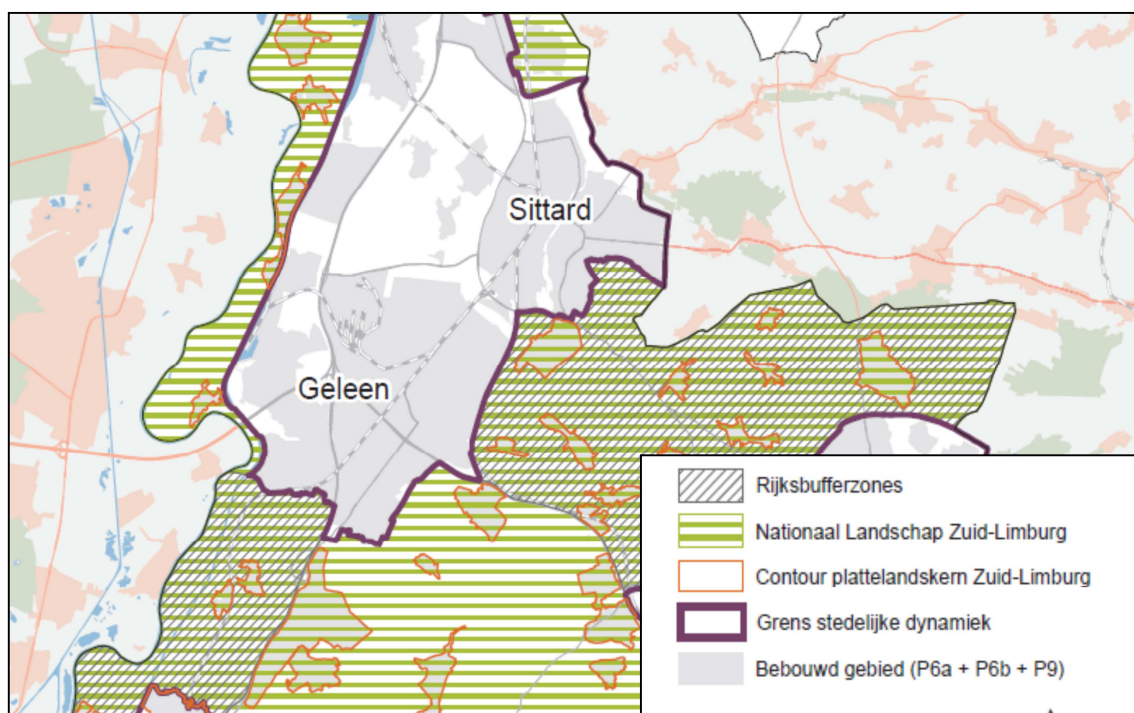 Sittard
Geleen
Rijksbufferzones
Nationaal Landschap Zuid-Limburg
Contour plattelandskern Zuid-Limburg
Grens stedelijke dynamiek
Bebouwd gebied (P6a + P6b + P9)